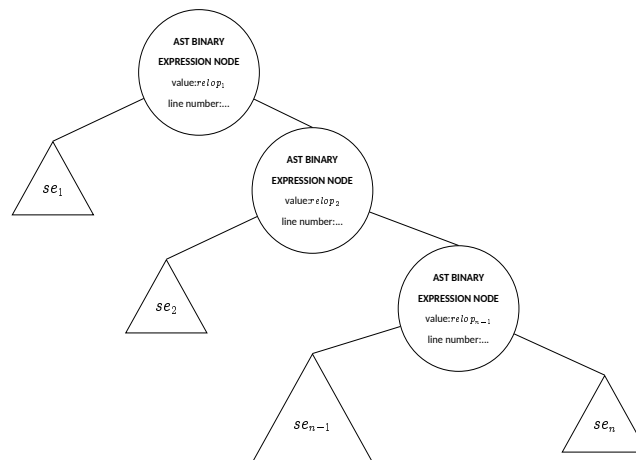 AST BINARY
EXPRESSION NODE
value:relop₁
line number:...
se₁
AST BINARY
EXPRESSION NODE
value:relop₂
line number:...
se₂
AST BINARY
EXPRESSION NODE
value:relopₙ₋₁
line number:...
seₙ₋₁
seₙ